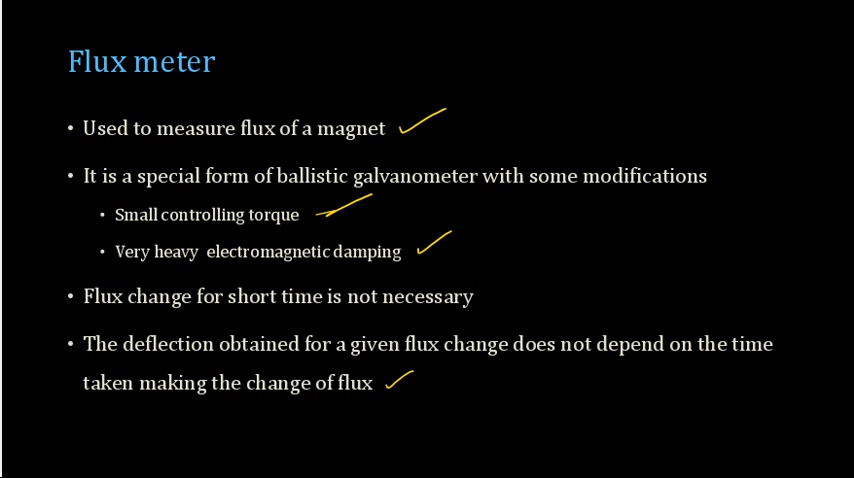 Flux meter
• Used to measure flux of a magnet
• It is a special form of ballistic galvanometer with some modifications
• Small controlling torque
• Very heavy electromagnetic damping
• Flux change for short time is not necessary
• The deflection obtained for a given flux change does not depend on the time
taken making the change of flux